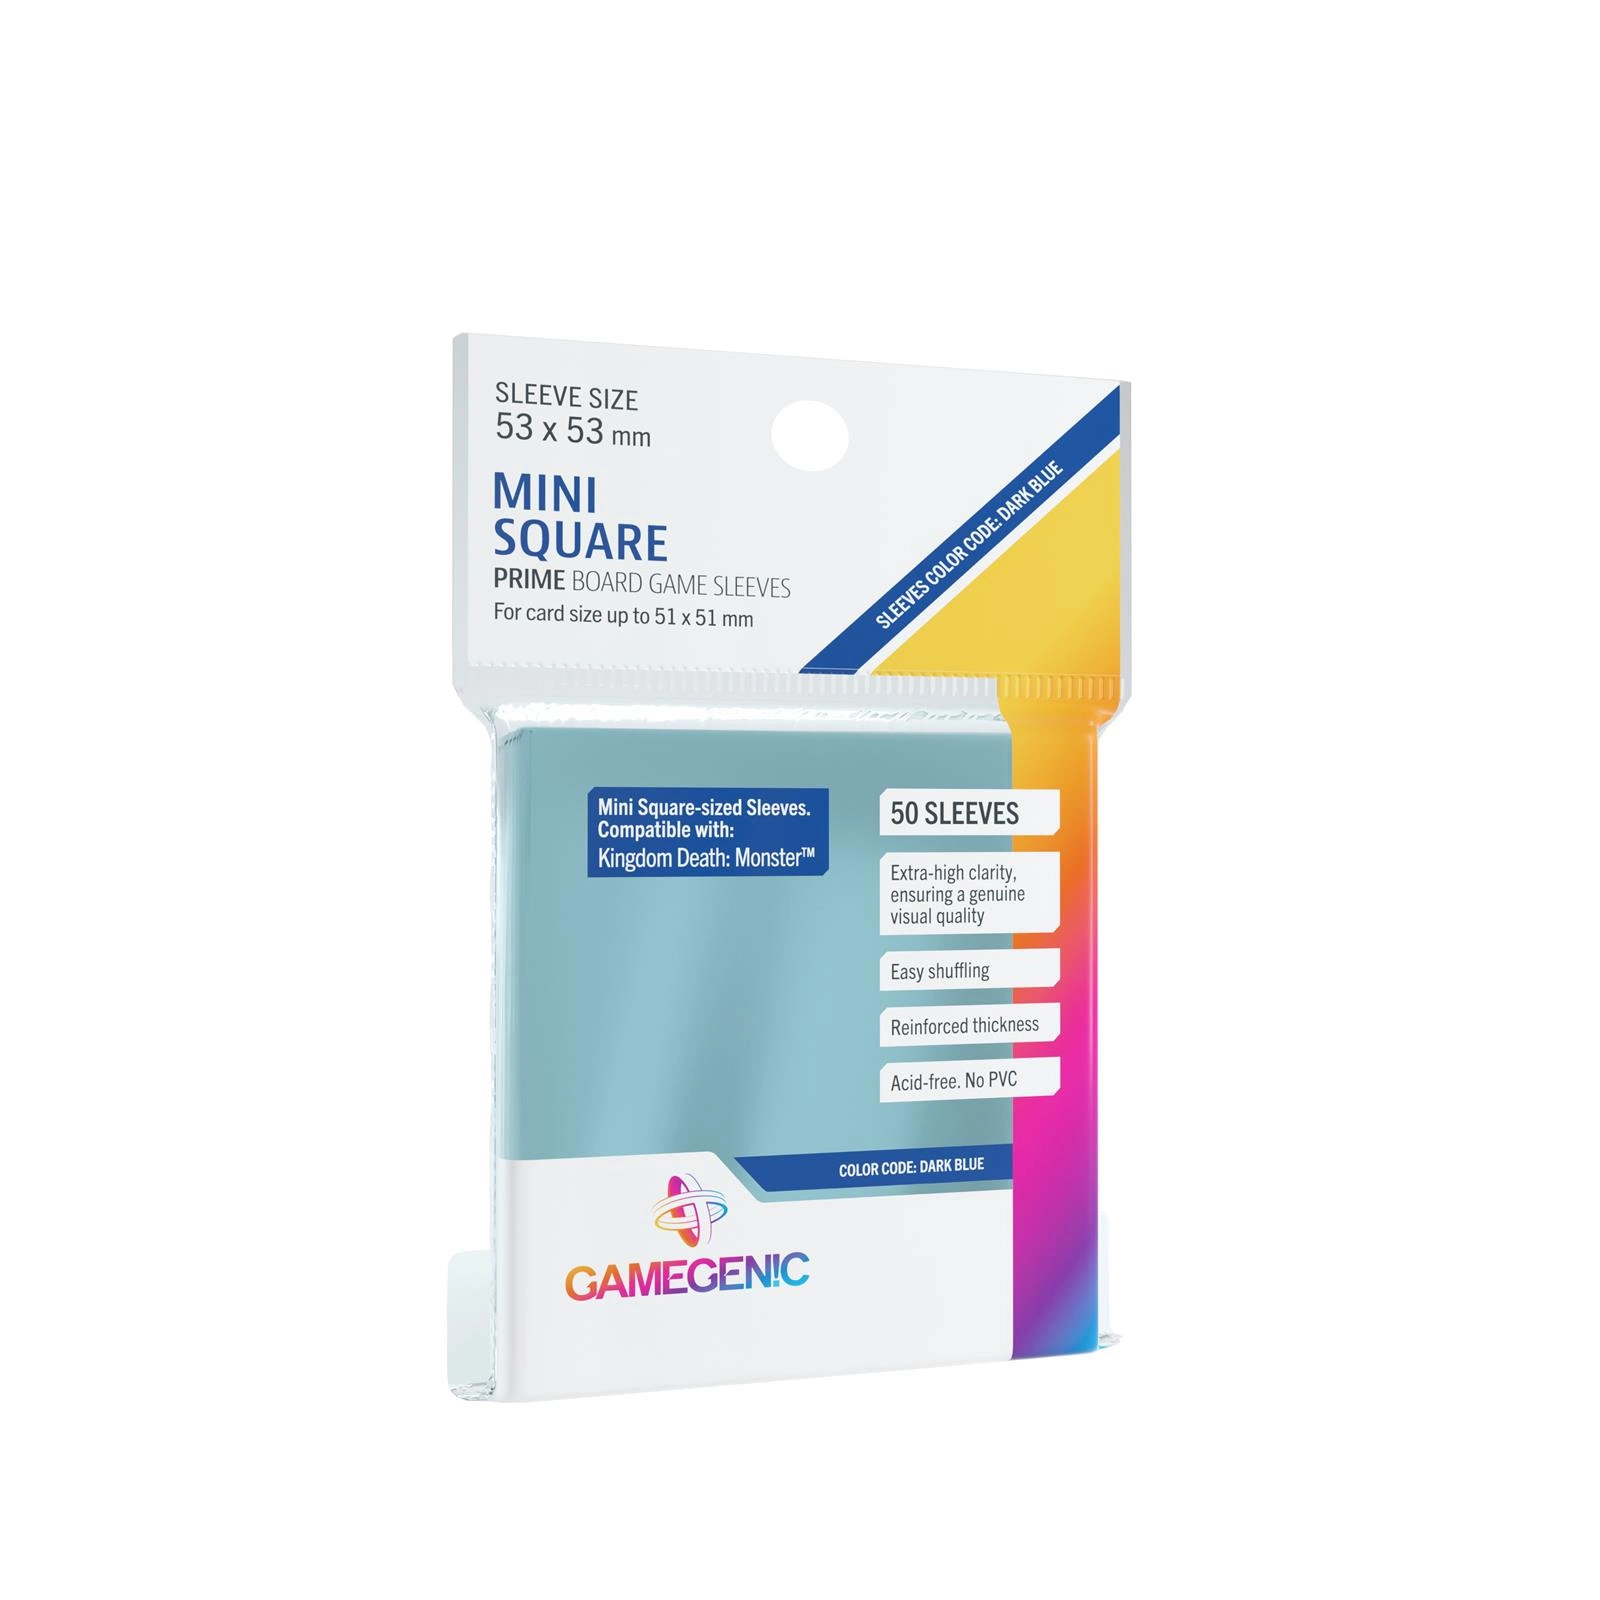 SLEEVE SIZE
53 x 53 mm
MINI
SQUARE
PRIME BOARD GAME SLEEVES
For card size up to 51 x 51 mm
SLEEVES COLOR CODE: DARK BLUE
Mini Square-sized Sleeves.
Compatible with:
Kingdom Death: Monster™
50 SLEEVES
Extra-high clarity,
ensuring a genuine
visual quality
Easy shuffling
Reinforced thickness
Acid-free. No PVC
COLOR CODE: DARK BLUE
GAMEGEN!C